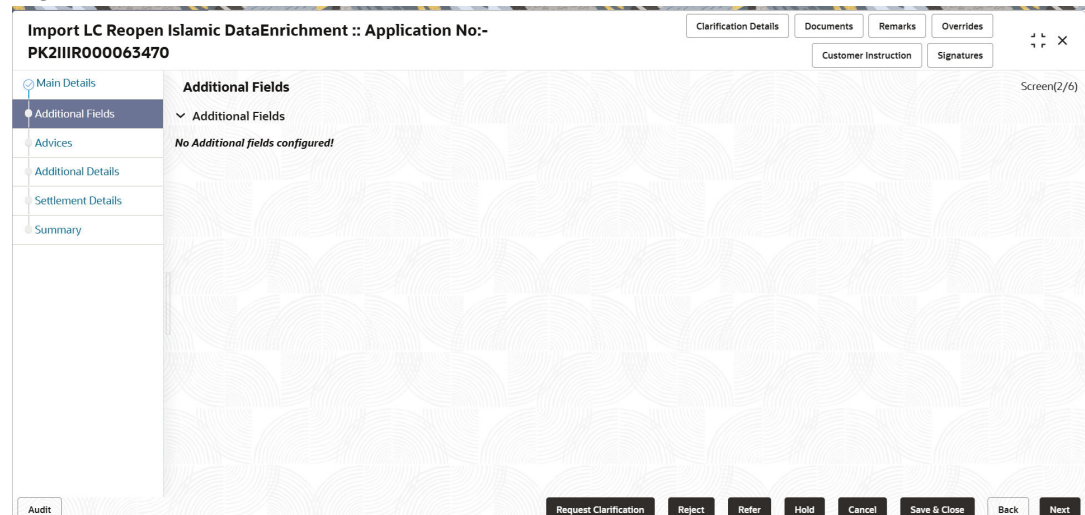 Import LC Reopen Islamic DataEnrichment :: Application No:-
PK2IIIR000063470
Clarification Details
Documents
Remarks
Overrides
Customer Instruction
Signatures
Main Details
Additional Fields
Advices
Additional Details
Settlement Details
Summary
Additional Fields
Screen(2/6)
Additional Fields
No Additional fields configured!
Audit
Request Clarification
Reject
Refer
Hold
Cancel
Save & Close
Back
Next